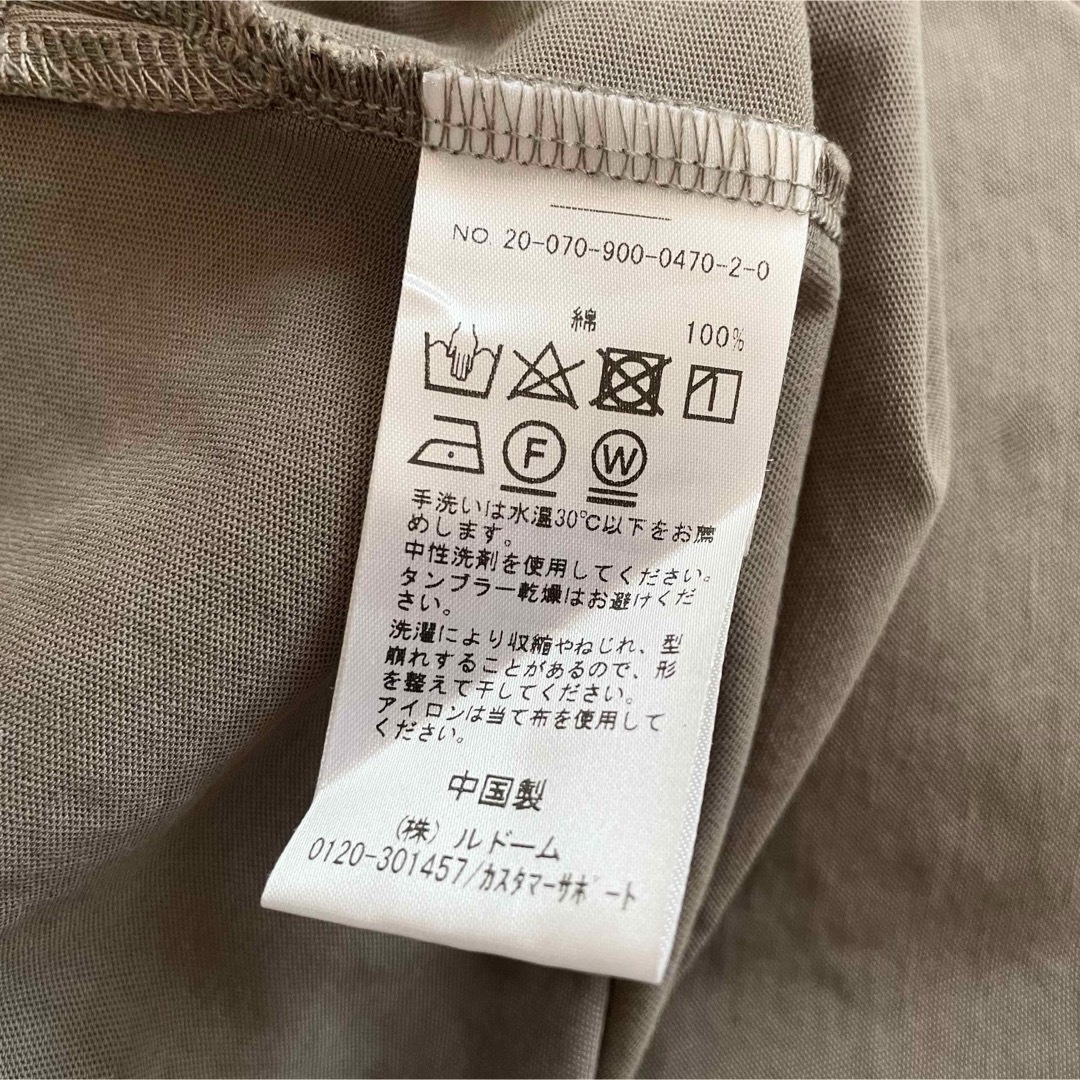 NO. 20-070-900-0470-2-0
綿 100%
F W
手洗いは水温30℃以下をお薦
めします。
中性洗剤を使用してください。
タンブラー乾燥はお避けくだ
さい。
洗濯により収縮やねじれ、型
崩れすることがあるので、形
を整えて干してください。
アイロンは当て布を使用して
ください。
中国製
(株)ルドーム
0120-301457/カスタマーサポート